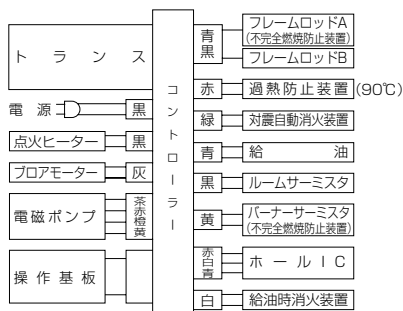 トランス
電源
黒
点火ヒーター
黒
ブロアモーター
灰
電磁ポンプ
茶
赤
橙
黄
操作基板
コントローラー
青
黒
フレームロッドA
(不完全燃焼防止装置)
フレームロッドB
赤
過熱防止装置(90℃)
緑
対震自動消火装置
青
給油
黒
ルームサーミスタ
黄
バーナーサーミスタ
(不完全燃焼防止装置)
赤
白
青
ホールIC
白
給油時消火装置